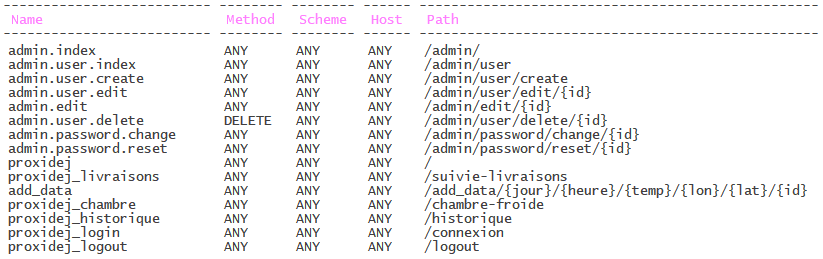 Name Method Scheme Host Path
admin.index ANY ANY ANY /admin/
admin.user.index ANY ANY ANY /admin/user
admin.user.create ANY ANY ANY /admin/user/create
admin.user.edit ANY ANY ANY /admin/user/edit/{id}
admin.edit ANY ANY ANY /admin/edit/{id}
admin.user.delete DELETE ANY ANY /admin/user/delete/{id}
admin.password.change ANY ANY ANY /admin/password/change/{id}
admin.password.reset ANY ANY ANY /admin/password/reset/{id}
proxidej ANY ANY ANY /
proxidej_livraisons ANY ANY ANY /suivie-livraisons
add_data ANY ANY ANY /add_data/{jour}/{heure}/{temp}/{lon}/{lat}/{id}
proxidej_chambre ANY ANY ANY /chambre-froide
proxidej_historique ANY ANY ANY /historique
proxidej_login ANY ANY ANY /connexion
proxidej_logout ANY ANY ANY /logout